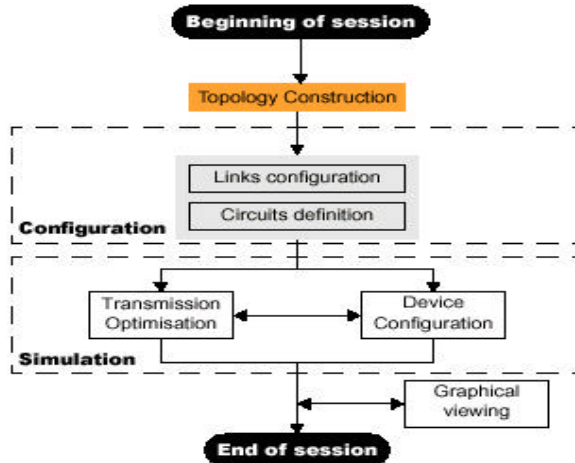 Beginning of session
Topology Construction
Links configuration
Circuits definition
Configuration
Transmission
Optimisation
Device
Configuration
Simulation
Graphical
viewing
End of session